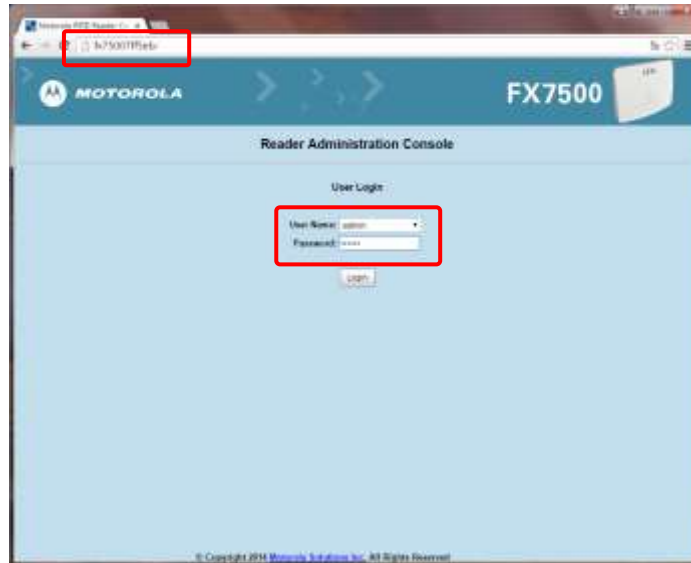 Motorola RFID Reader Co
MOTOROLA
FX7500
Reader Administration Console
User Login
User Name: admin
Password:
Login
© Copyright 2014 Motorola Solutions Inc. All Rights Reserved